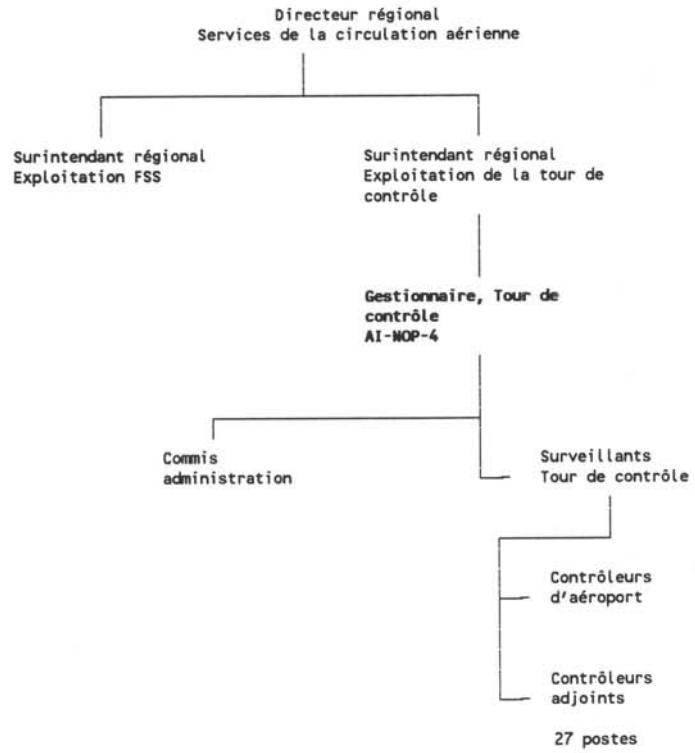 Directeur régional
Services de la circulation aérienne
Surintendant régional
Exploitation FSS
Surintendant régional
Exploitation de la tour de
contrôle
Gestionnaire, Tour de
contrôle
AI-NOP-4
Commis
administration
Surveillants
Tour de contrôle
Contrôleurs
d'aéroport
Contrôleurs
adjoints
27 postes